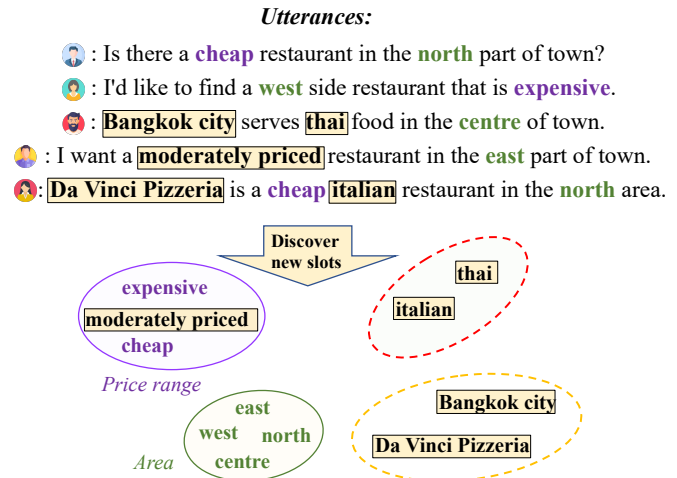 Utterances:
: Is there a cheap restaurant in the north part of town?
: I'd like to find a west side restaurant that is expensive.
: Bangkok city serves thai food in the centre of town.
: I want a moderately priced restaurant in the east part of town.
: Da Vinci Pizzeria is a cheap italian restaurant in the north area.
Discover
new slots
expensive
moderately priced
cheap
Price range
thai
italian
east
west north
centre
Area
Bangkok city
Da Vinci Pizzeria